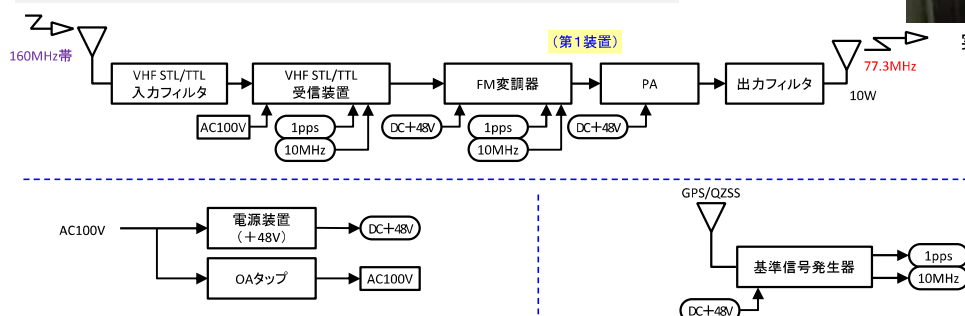 (第1装置)
160MHz帯
77.3MHz
VHF STL/TTL
入力フィルタ
VHF STL/TTL
受信装置
FM変調器
PA
出力フィルタ
10W
AC100V
1pps
10MHz
DC+48V
1pps
10MHz
DC+48V
GPS/QZSS
AC100V
電源装置
(+48V)
DC+48V
OAタップ
AC100V
基準信号発生器
1pps
10MHz
DC+48V